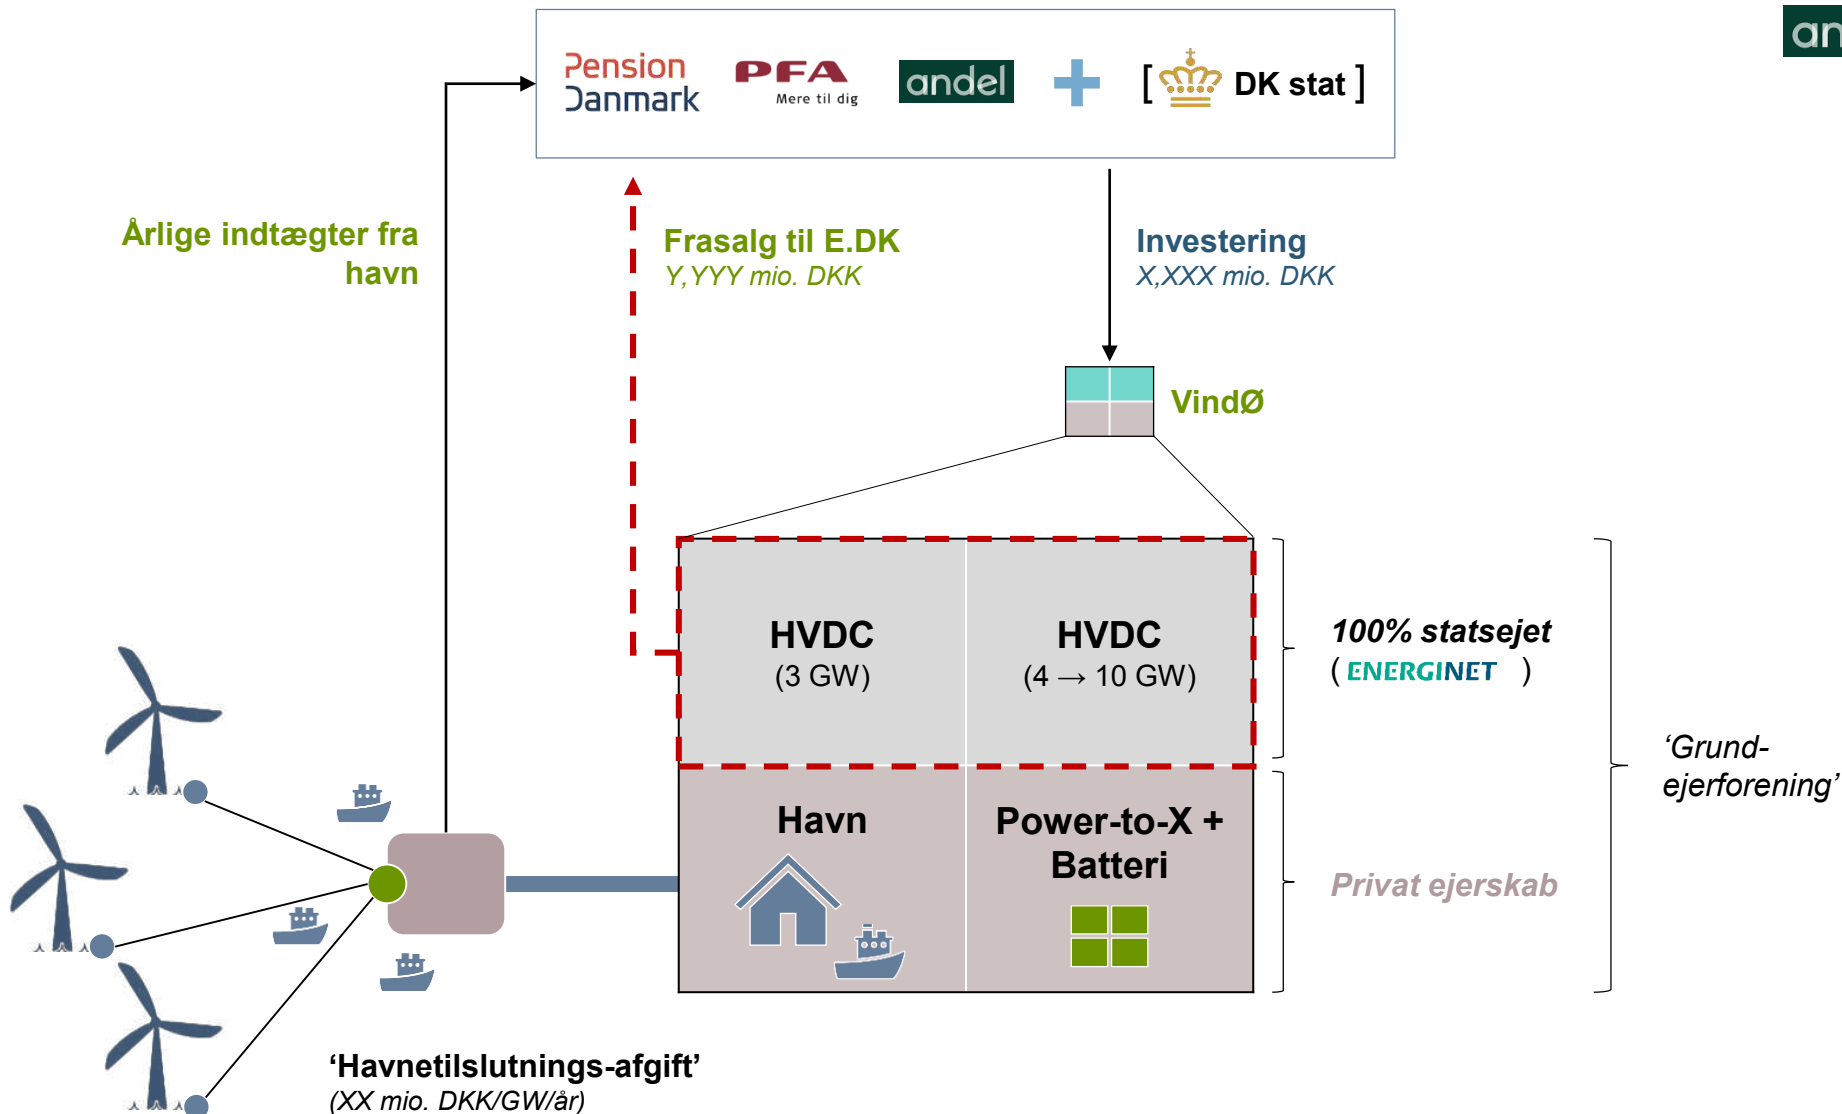 Pension
Danmark
PFA
Mere til dig
andel
[ DK stat ]
an
Årlige indtægter fra
havn
Frasalg til E.DK
Y,YYY mio. DKK
Investering
X,XXX mio. DKK
VindØ
HVDC
(3 GW)
HVDC
(4 → 10 GW)
100% statsejet
( ENERGINET )
‘Grund-
ejerforening’
Havn
Power-to-X +
Batteri
Privat ejerskab
‘Havnetilslutnings-afgift’
(XX mio. DKK/GW/år)